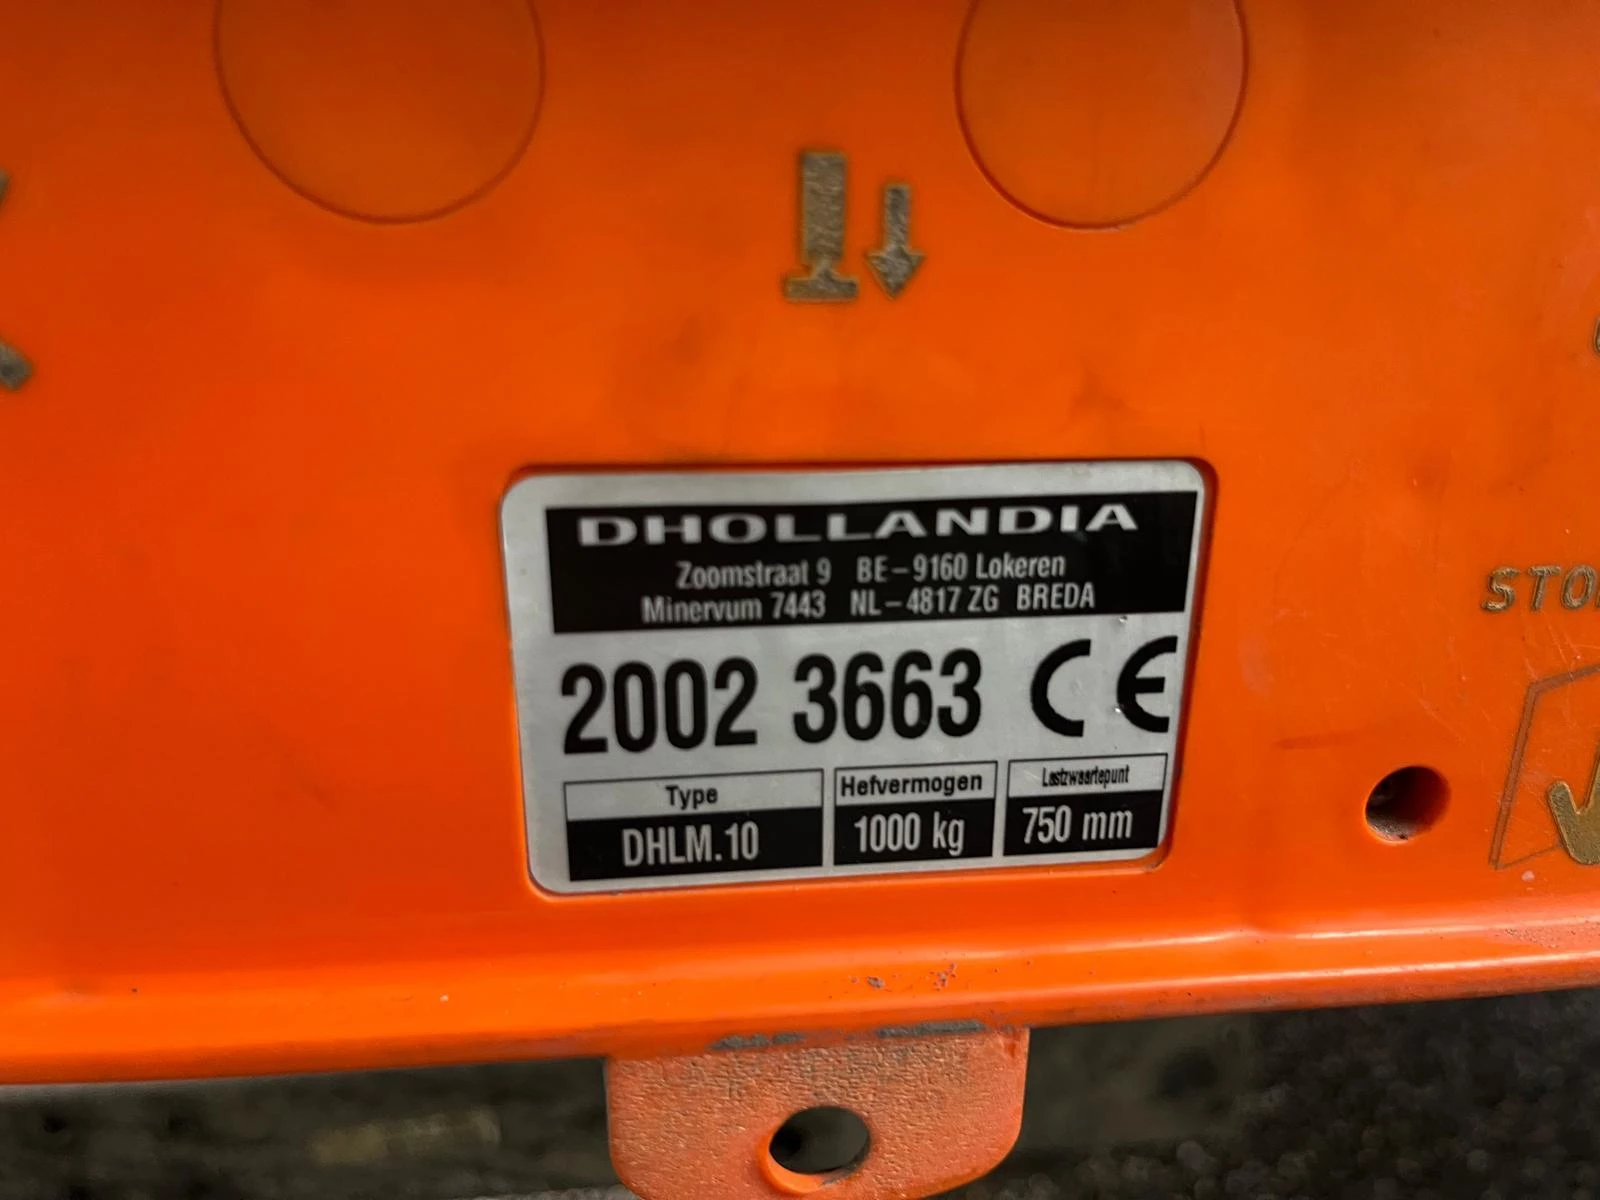 DHOLLANDIA
Zoomstraat 9 BE-9160 Lokeren
Minervum 7443 NL-4817 ZG BREDA
2002 3663 CE
Type Hefvermogen Lastzwaartepunt
DHLM.10 1000 kg 750 mm